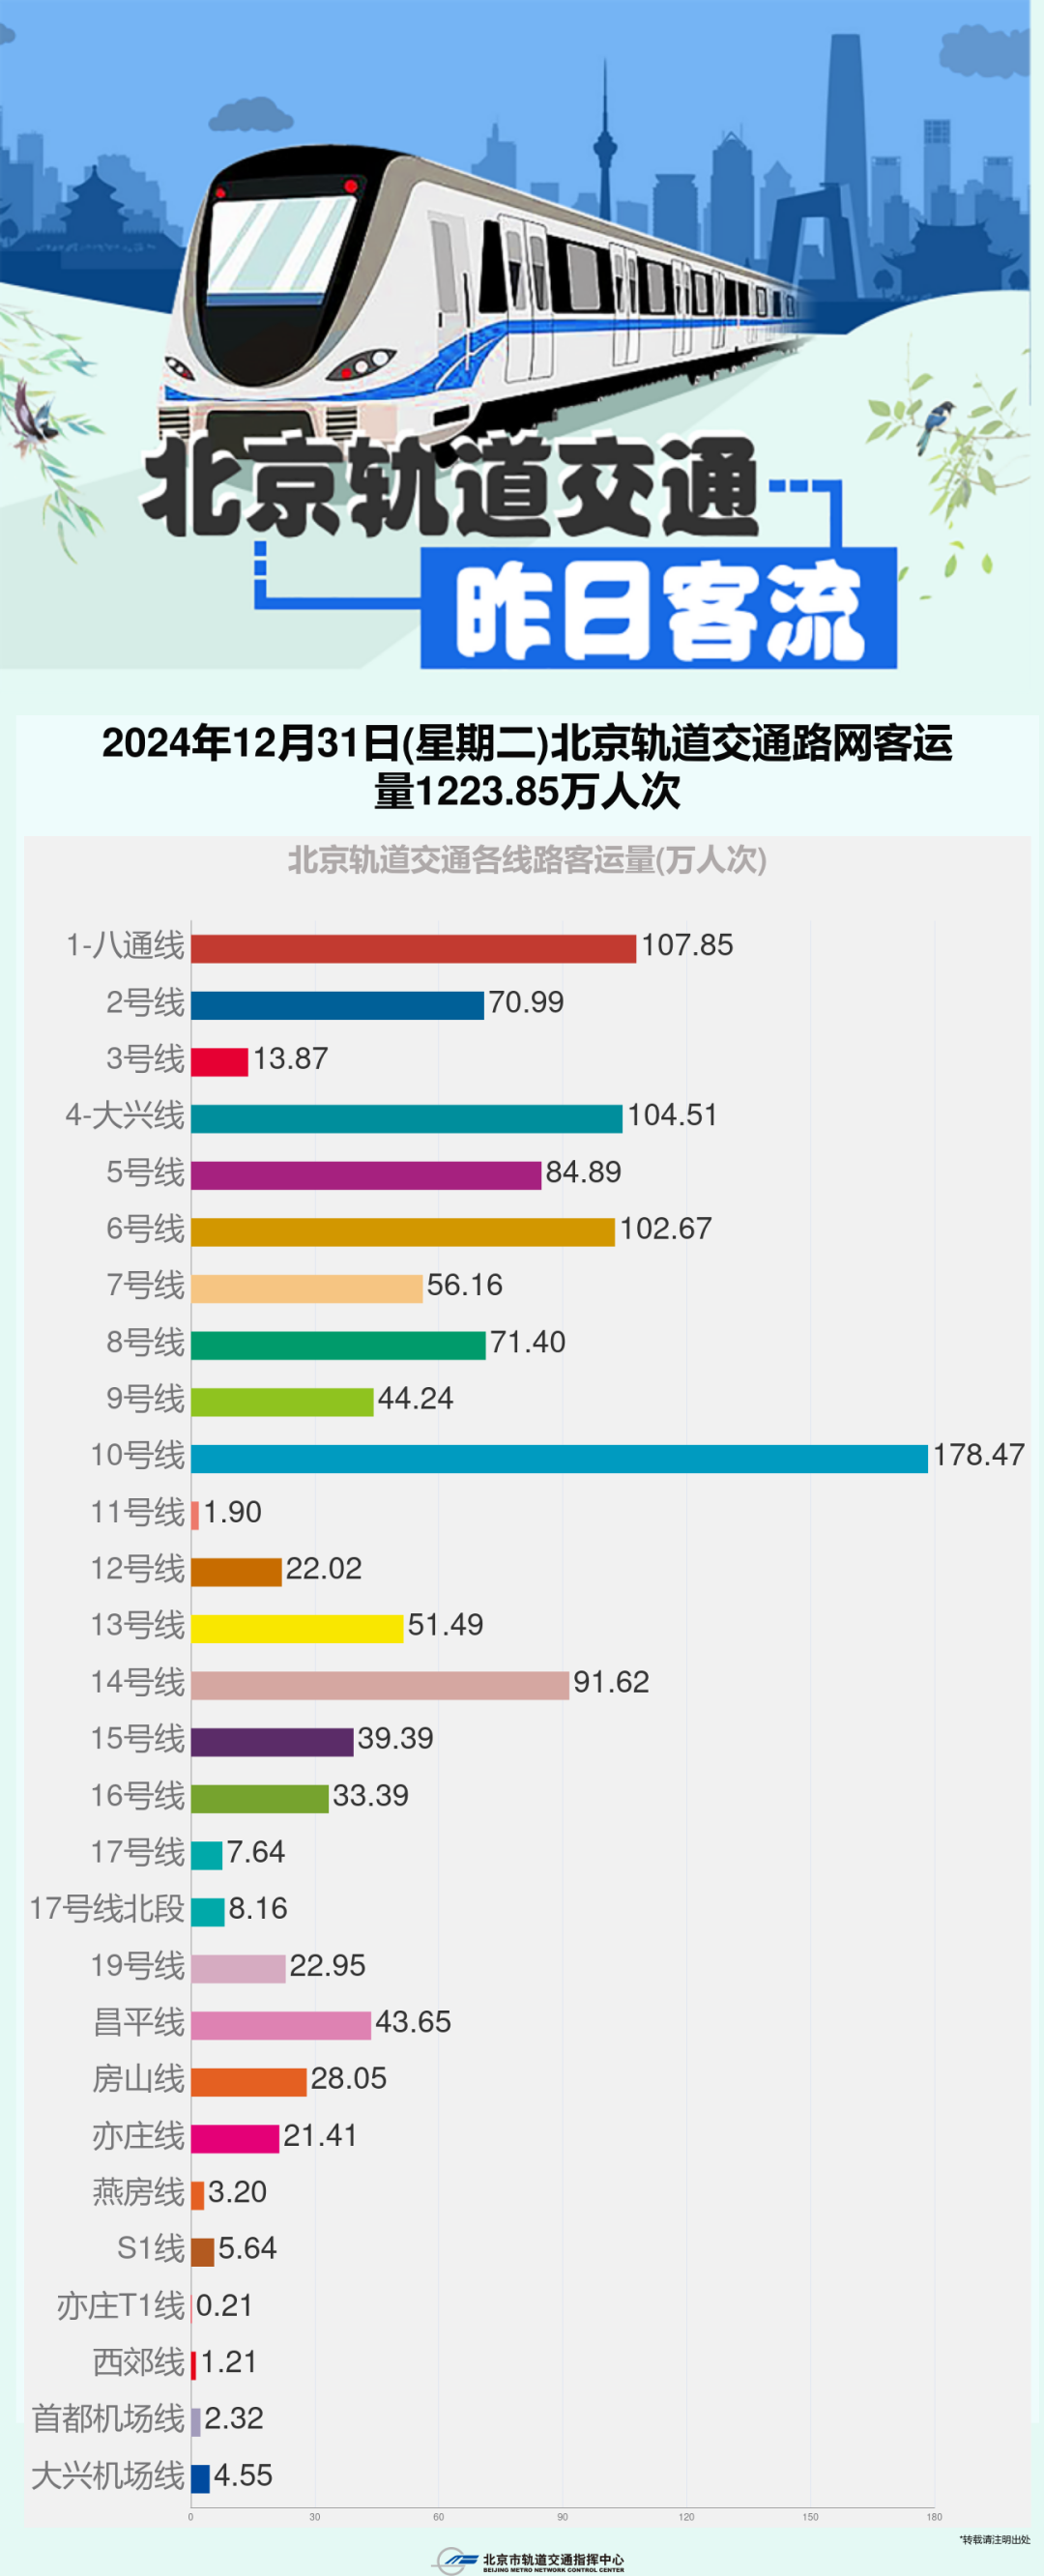 北京轨道交通
昨日客流
2024年12月31日(星期二)北京轨道交通路网客运
量1223.85万人次
北京轨道交通各线路客运量(万人次)
1-八通线 107.85
2号线 70.99
3号线 13.87
4-大兴线 104.51
5号线 84.89
6号线 102.67
7号线 56.16
8号线 71.40
9号线 44.24
10号线 178.47
11号线 1.90
12号线 22.02
13号线 51.49
14号线 91.62
15号线 39.39
16号线 33.39
17号线 7.64
17号线北段 8.16
19号线 22.95
昌平线 43.65
房山线 28.05
亦庄线 21.41
燕房线 3.20
S1线 5.64
亦庄T1线 0.21
西郊线 1.21
首都机场线 2.32
大兴机场线 4.55
0 30 60 90 120 150 180
*转载请注明出处
北京市轨道交通指挥中心
BEIJING METRO NETWORK CONTROL CENTER